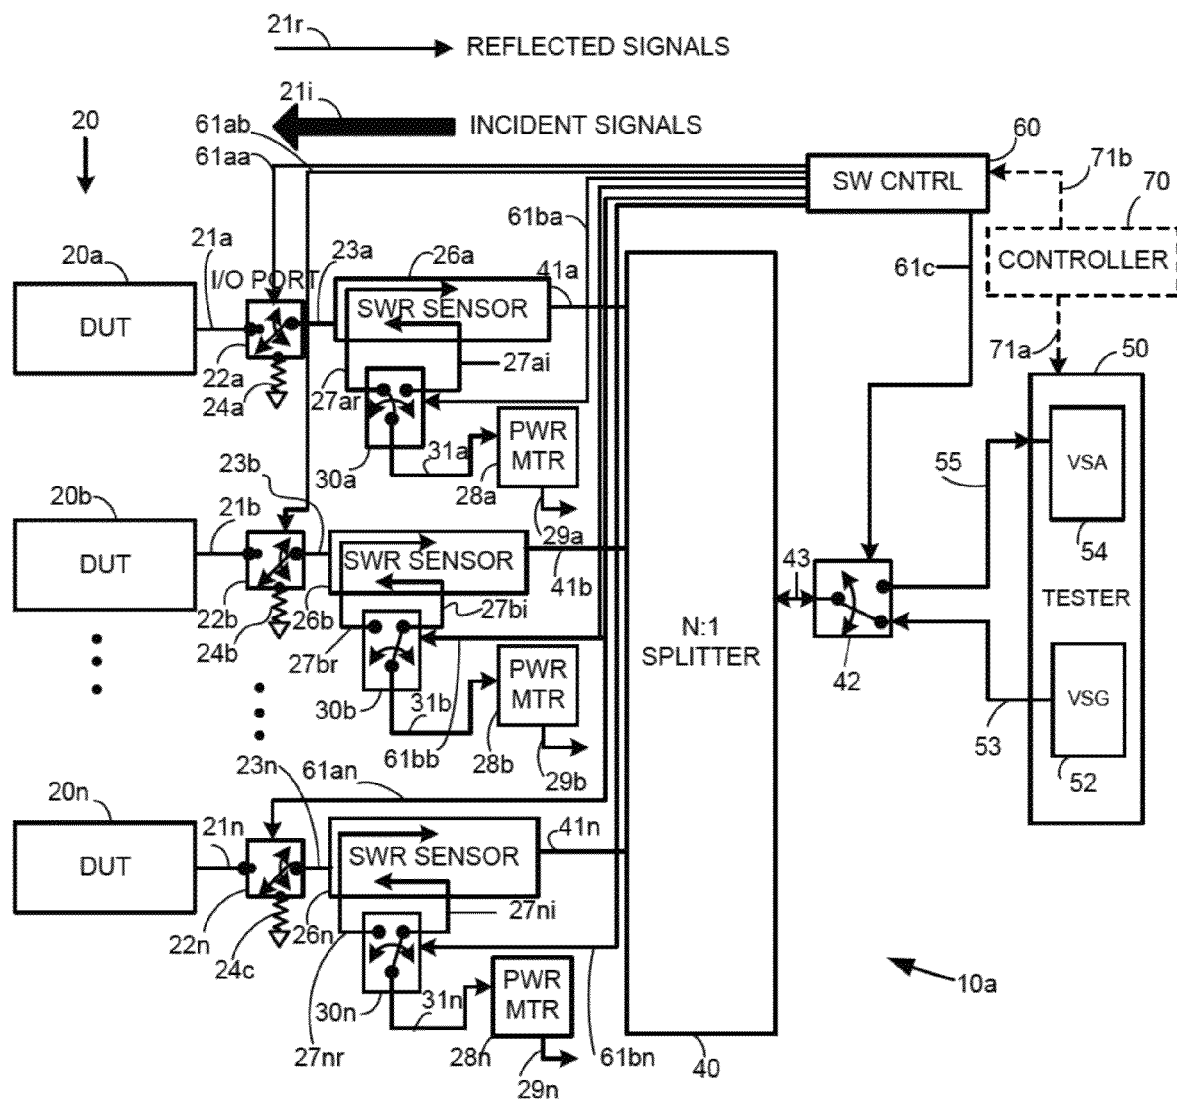 21r
REFLECTED SIGNALS
21i
INCIDENT SIGNALS
20
61ab
61aa
60
SW CNTRL
71b
70
61ba
21a
23a
26a
41a
61c
CONTROLLER
20a
I/O PORT
DUT
SWR SENSOR
71a
50
22a
24a
27ar
27ai
PWR
MTR
VSA
54
55
23b
30a
31a
28a
29a
20b
21b
DUT
SWR SENSOR
41b
43
TESTER
22b
24b
26b
27br
27bi
N:1
SPLITTER
42
PWR
MTR
VSG
52
53
30b
31b
61bb
28b
29b
23n
61an
20n
21n
DUT
SWR SENSOR
41n
22n
24c
26n
27ni
PWR
MTR
10a
30n
31n
27nr
28n
29n
61bn
40